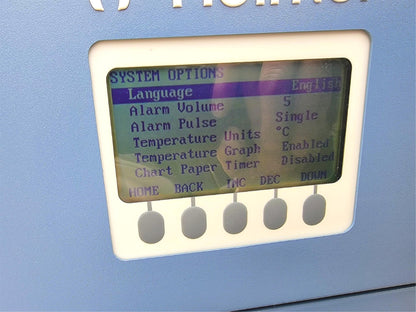 SYSTEM OPTIONS
Language English
Alarm Volume 5
Alarm Pulse Single
Temperature Units °C
Temperature Graph Enabled
Chart Paper Timer Disabled
HOME BACK INC DEC DOWN